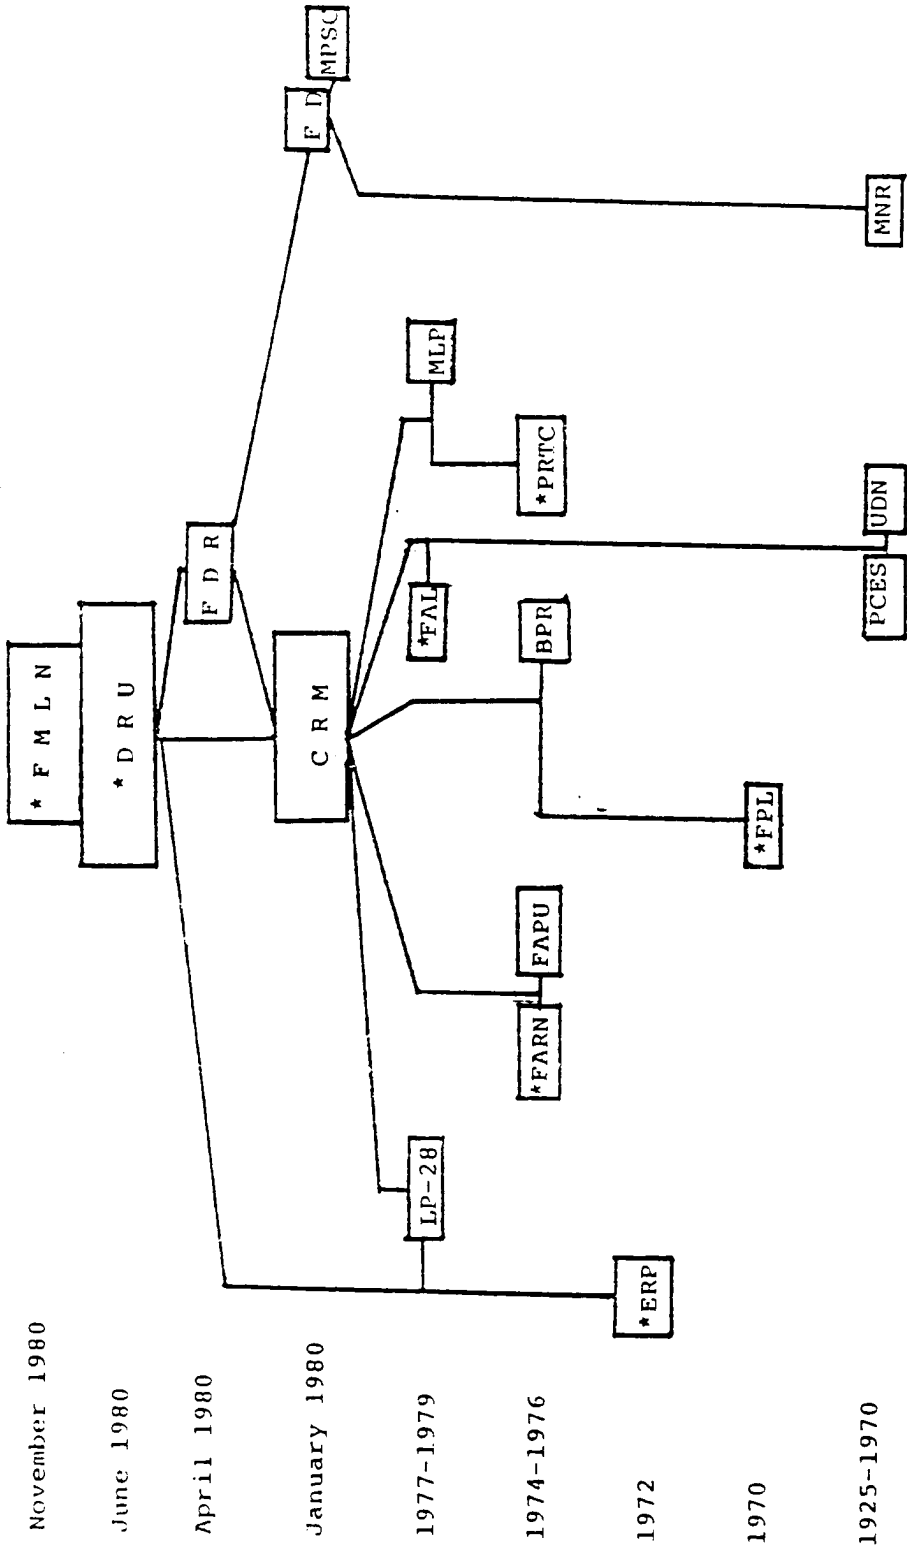 November 1980 * F M L N
June 1980 * D R U
April 1980 F D R
January 1980 C R M F D MPSC
1977-1979 LP-28 *FAL MLP
1974-1976 *FARN FAPU BPR *PRTC
1972 *ERP
1970 *FPL
1925-1970 PCES UDN MNR